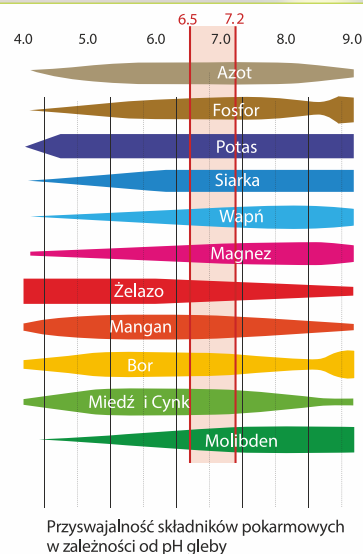 6.5 7.2
4.0 5.0 6.0 7.0 8.0 9.0
Azot
Fosfor
Potas
Siarka
Wapń
Magnez
Żelazo
Mangan
Bor
Miedź i Cynk
Molibden
Przyswajalność składników pokarmowych
w zależności od pH gleby